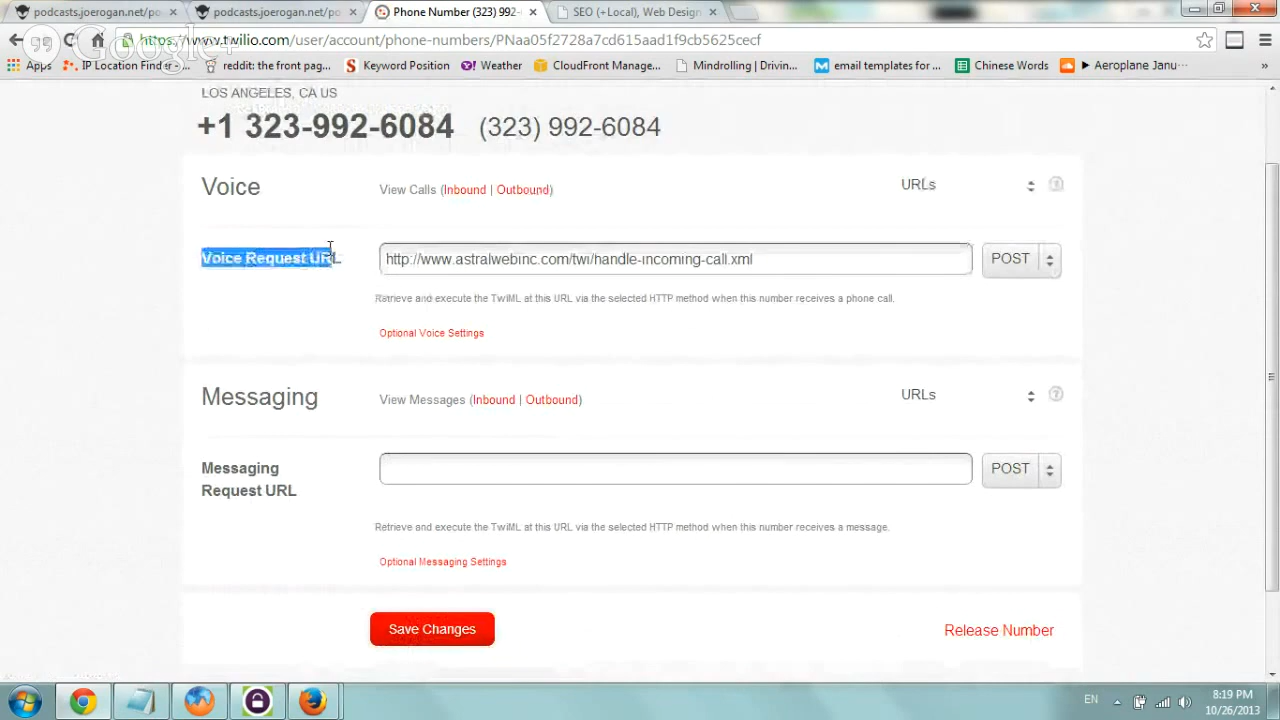 podcasts.joerogan.net/po
podcasts.joerogan.net/po
Phone Number (323) 992-
SEO (+Local), Web Design
Google+
https://www.twilio.com/user/account/phone-numbers/PNaa05f2728a7cd615aad1f9cb5625cecf
Apps
IP Location Finder - ...
reddit: the front pag...
Keyword Position
Weather
CloudFront Manage...
Mindrolling | Drivin...
email templates for ...
Chinese Words
► Aeroplane Janu...
»
LOS ANGELES, CA US
+1 323-992-6084 (323) 992-6084
Voice
View Calls (Inbound | Outbound)
URLs
Voice Request URL
http://www.astralwebinc.com/twi/handle-incoming-call.xml
POST
Retrieve and execute the TwiML at this URL via the selected HTTP method when this number receives a phone call.
Optional Voice Settings
Messaging
View Messages (Inbound | Outbound)
URLs
?
Messaging
Request URL
POST
Retrieve and execute the TwiML at this URL via the selected HTTP method when this number receives a message.
Optional Messaging Settings
Save Changes
Release Number
EN
8:19 PM
10/26/2013